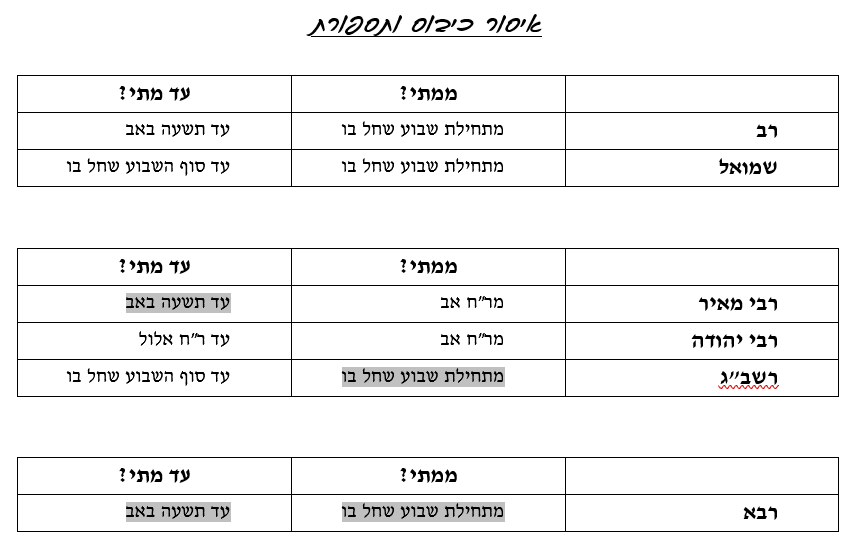 איסור כיבוס ותספורת
ממתי? עד מתי?
רב מתחילת שבוע שחל בו עד תשעה באב
שמואל מתחילת שבוע שחל בו עד סוף השבוע שחל בו
ממתי? עד מתי?
רבי מאיר מר"ח אב עד תשעה באב
רבי יהודה מר"ח אב עד ר"ח אלול
רשב"ג מתחילת שבוע שחל בו עד סוף השבוע שחל בו
ממתי? עד מתי?
רבא מתחילת שבוע שחל בו עד תשעה באב